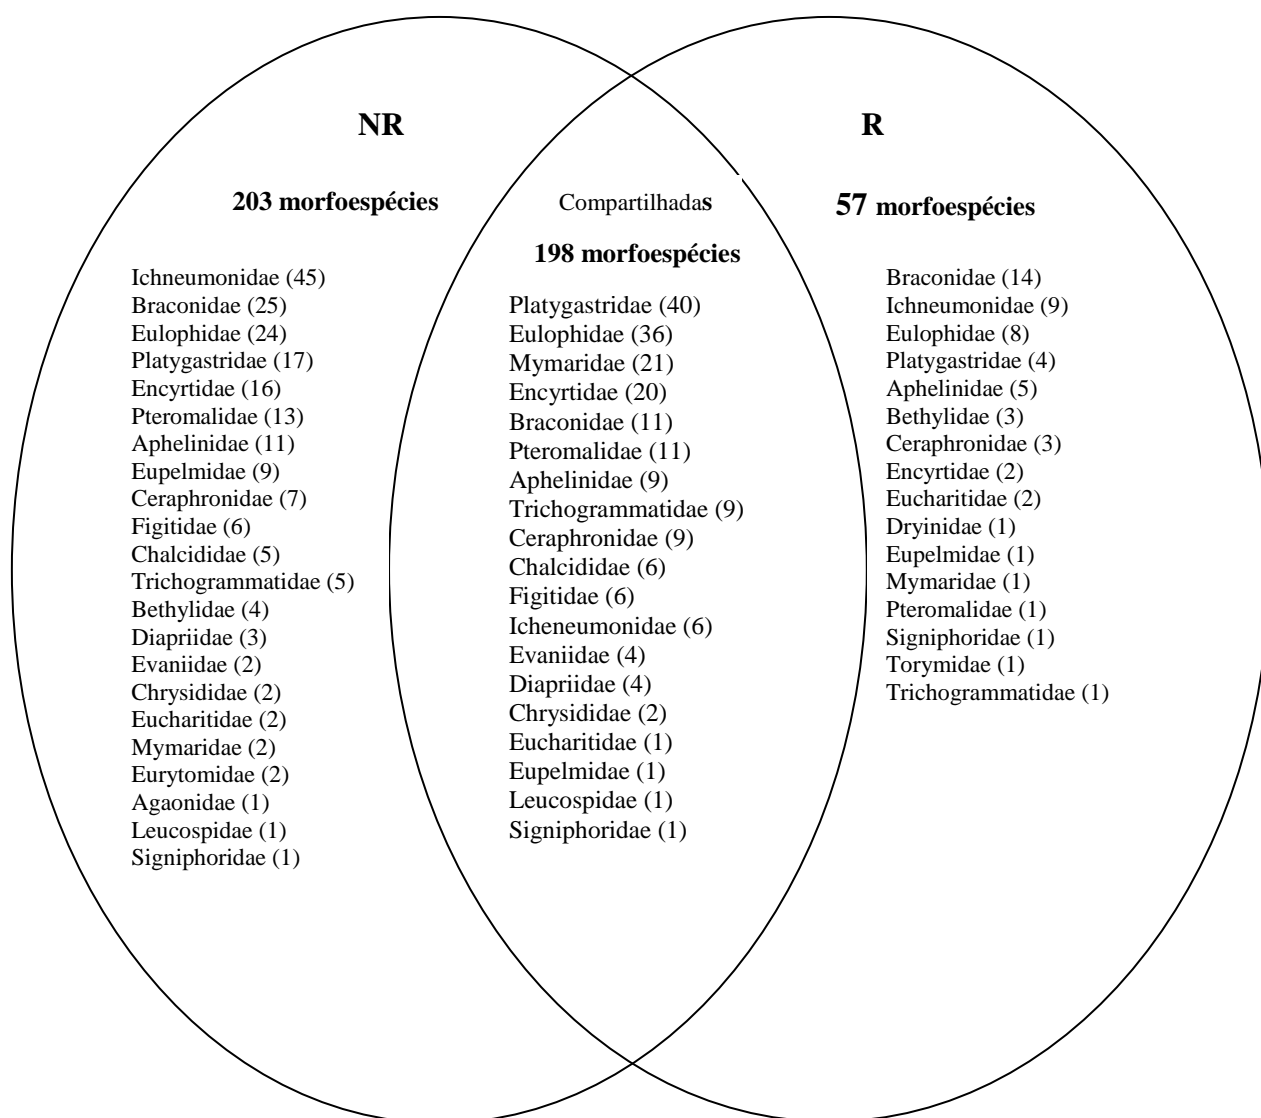 NR
203 morfoespécies
Ichneumonidae (45)
Braconidae (25)
Eulophidae (24)
Platygastridae (17)
Encyrtidae (16)
Pteromalidae (13)
Aphelinidae (11)
Eupelmidae (9)
Ceraphronidae (7)
Figitidae (6)
Chalcididae (5)
Trichogrammatidae (5)
Bethylidae (4)
Diapriidae (3)
Evaniidae (2)
Chrysididae (2)
Eucharitidae (2)
Mymaridae (2)
Eurytomidae (2)
Agaonidae (1)
Leucospidae (1)
Signiphoridae (1)
Compartilhadas
198 morfoespécies
Platygastridae (40)
Eulophidae (36)
Mymaridae (21)
Encyrtidae (20)
Braconidae (11)
Pteromalidae (11)
Aphelinidae (9)
Trichogrammatidae (9)
Ceraphronidae (9)
Chalcididae (6)
Figitidae (6)
Icheneumonidae (6)
Evaniidae (4)
Diapriidae (4)
Chrysididae (2)
Eucharitidae (1)
Eupelmidae (1)
Leucospidae (1)
Signiphoridae (1)
R
57 morfoespécies
Braconidae (14)
Ichneumonidae (9)
Eulophidae (8)
Platygastridae (4)
Aphelinidae (5)
Bethylidae (3)
Ceraphronidae (3)
Encyrtidae (2)
Eucharitidae (2)
Dryinidae (1)
Eupelmidae (1)
Mymaridae (1)
Pteromalidae (1)
Signiphoridae (1)
Torymidae (1)
Trichogrammatidae (1)